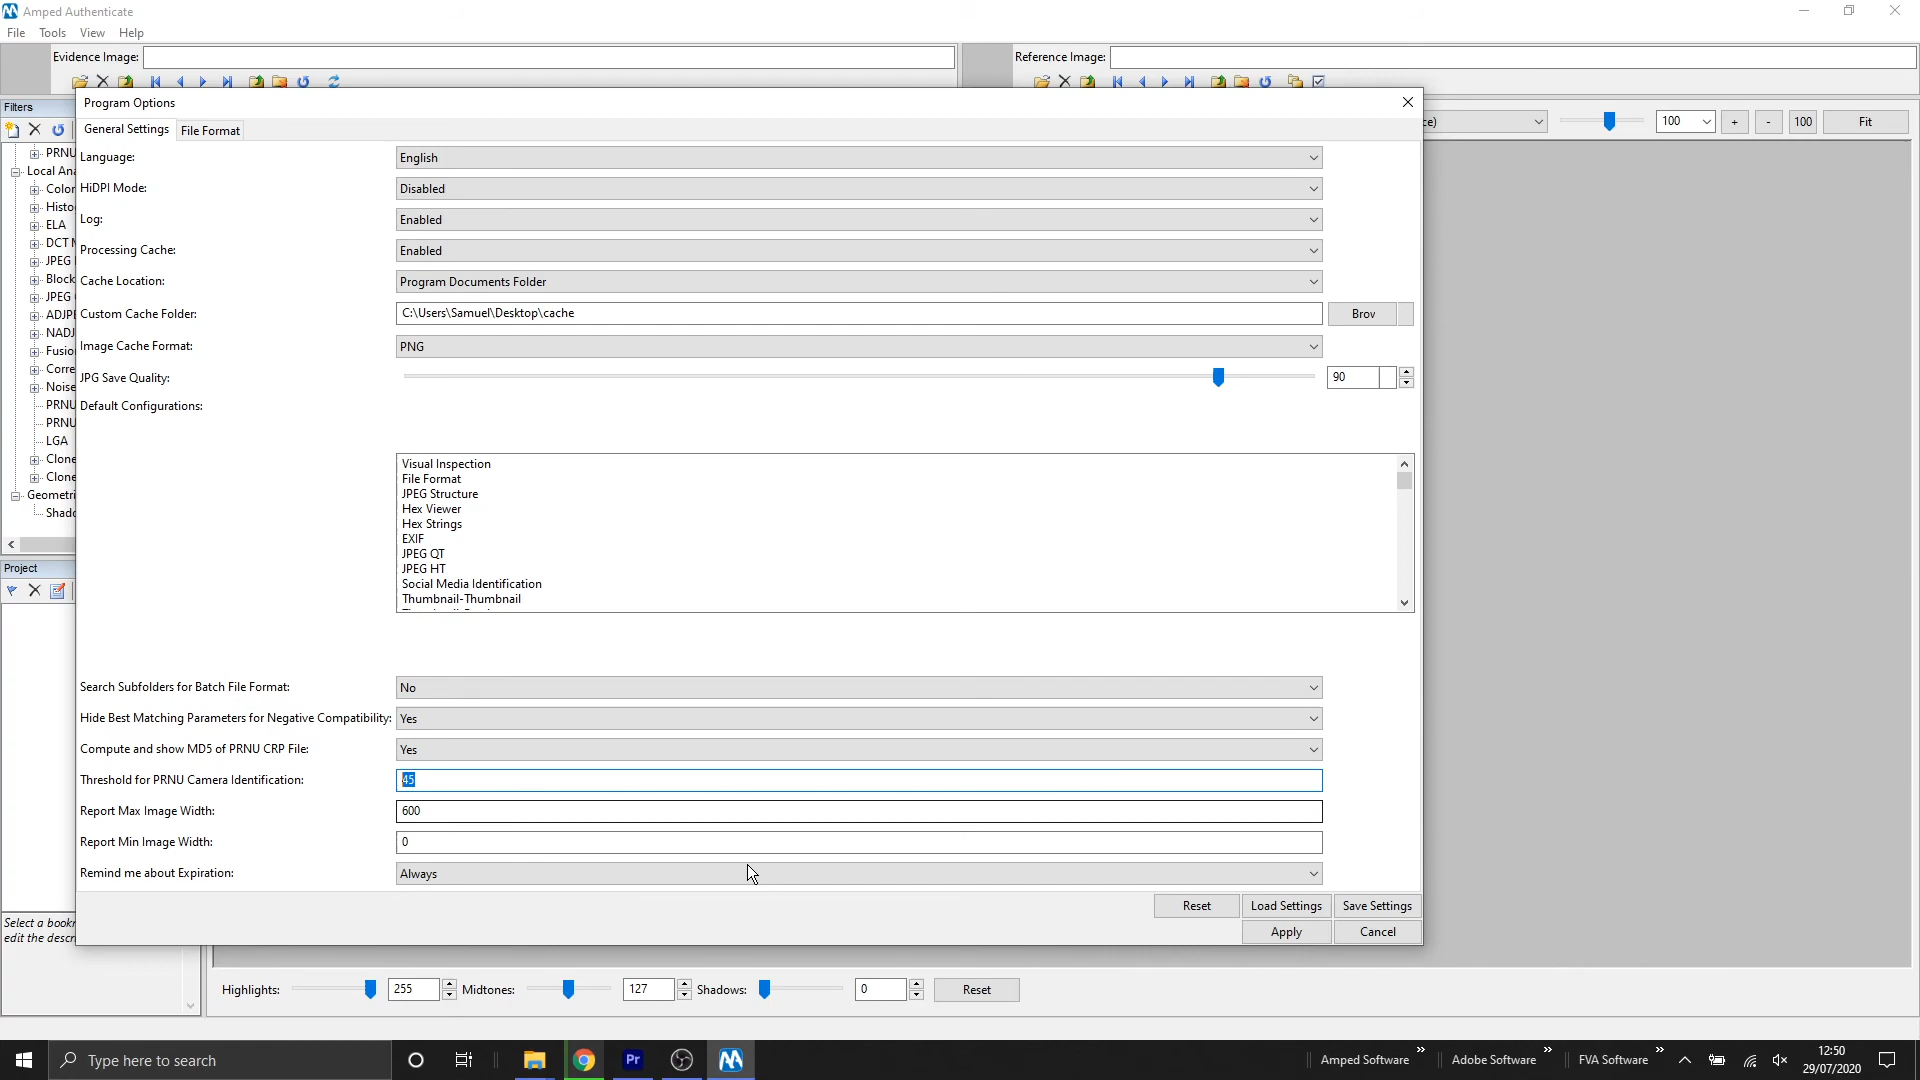 Amped Authenticate
File Tools View Help
Evidence Image:
Reference Image:
Filters
Program Options
General Settings File Format
100 + - 100 Fit
PRNU
Local Ana
Color
Histo
ELA
JPEG
Block
JPEG
ADJPE
NADJ
Fusio
Corre
Noise
PRNU
PRNU
LGA
Clone
Clone
Geometri
Shado
Language: English
HiDPI Mode: Disabled
Log: Enabled
Processing Cache: Enabled
Cache Location: Program Documents Folder
Custom Cache Folder: C:\Users\Samuel\Desktop\cache Brov
Image Cache Format: PNG
JPG Save Quality: 90
Default Configurations:
Visual Inspection
File Format
JPEG Structure
Hex Viewer
Hex Strings
EXIF
JPEG QT
JPEG HT
Social Media Identification
Thumbnail-Thumbnail
Search Subfolders for Batch File Format: No
Hide Best Matching Parameters for Negative Compatibility: Yes
Compute and show MD5 of PRNU CRP File: Yes
Threshold for PRNU Camera Identification: 45
Report Max Image Width: 600
Report Min Image Width: 0
Remind me about Expiration: Always
Reset Load Settings Save Settings
Apply Cancel
Project
Select a bookm
edit the descri
Highlights: 255 Midtones: 127 Shadows: 0 Reset
Type here to search
Pr
Amped Software Adobe Software FVA Software
12:50
29/07/2020